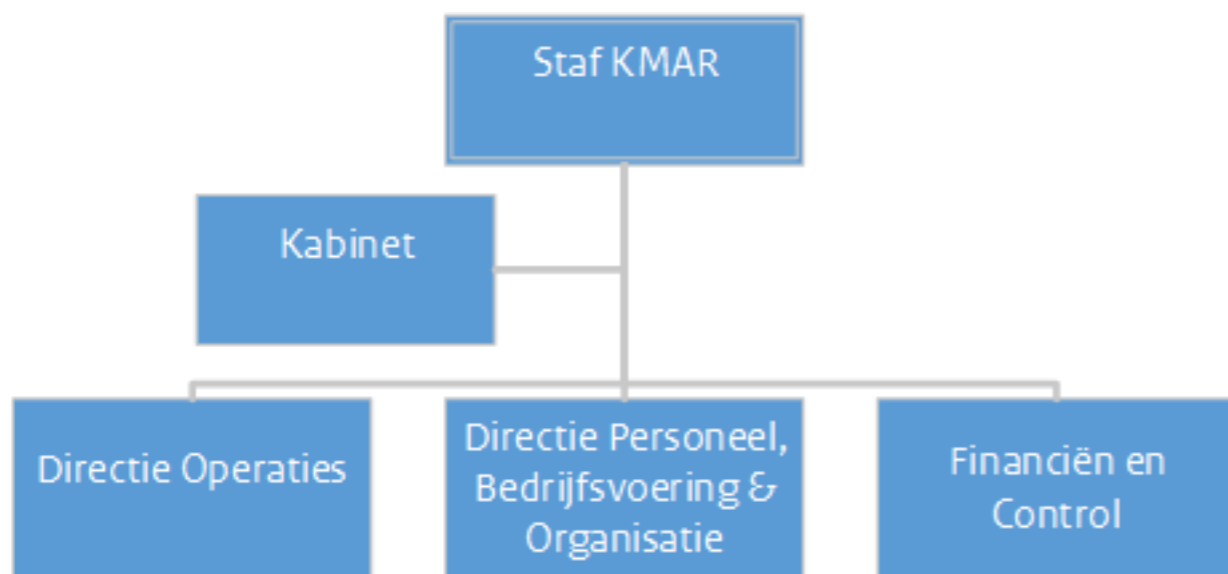 Staf KMAR
Kabinet
Directie Operaties
Directie Personeel,
Bedrijfsvoering &
Organisatie
Financiën en
Control